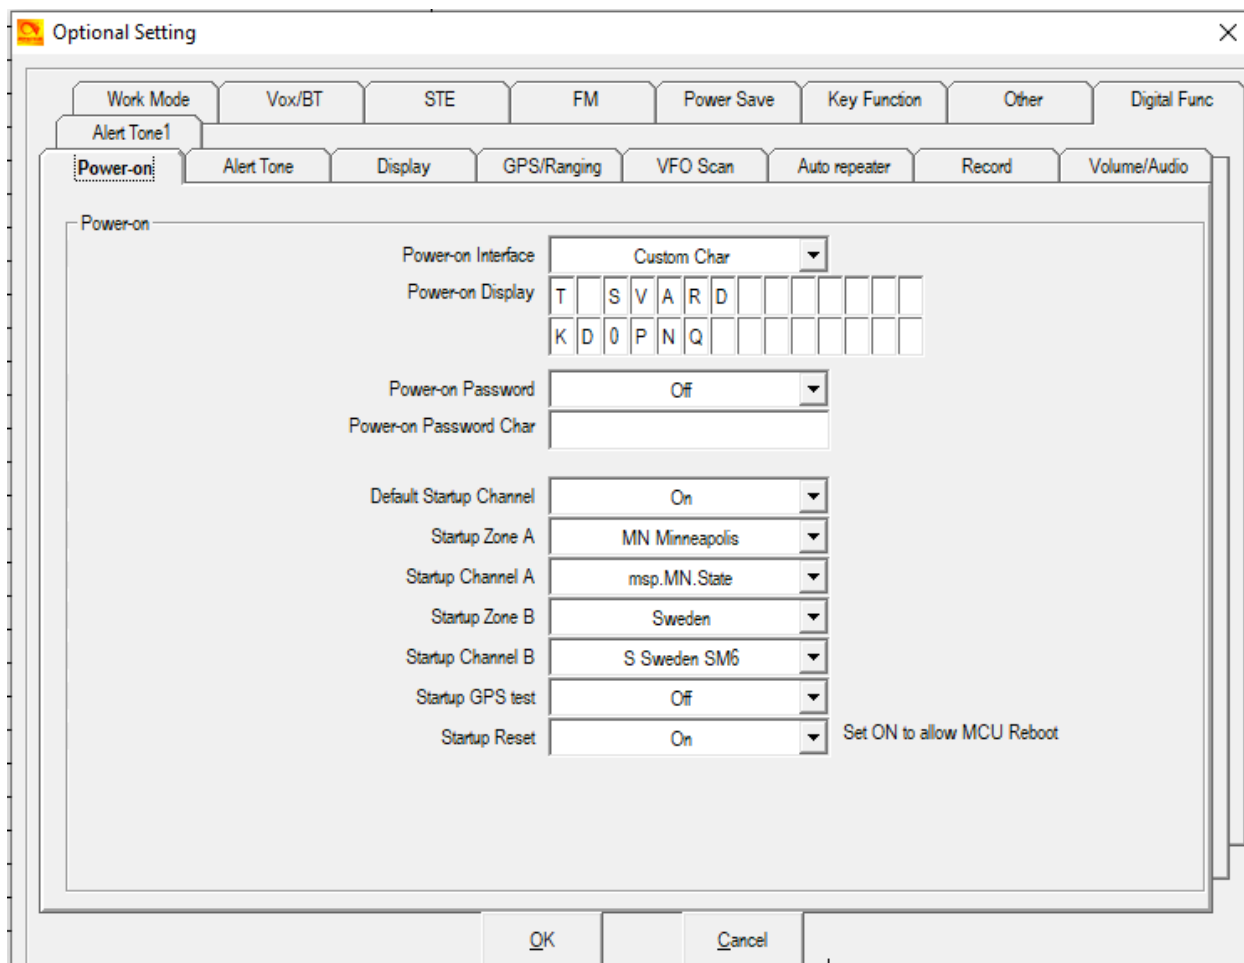 Optional Setting
Work Mode Vox/BT STE FM Power Save Key Function Other Digital Func
Alert Tone1
Power-on Alert Tone Display GPS/Ranging VFO Scan Auto repeater Record Volume/Audio
Power-on
Power-on Interface Custom Char
Power-on Display T SVARD
KD0PNQ
Power-on Password Off
Power-on Password Char
Default Startup Channel On
Startup Zone A MN Minneapolis
Startup Channel A msp.MN.State
Startup Zone B Sweden
Startup Channel B S Sweden SM6
Startup GPS test Off
Startup Reset On Set ON to allow MCU Reboot
OK Cancel